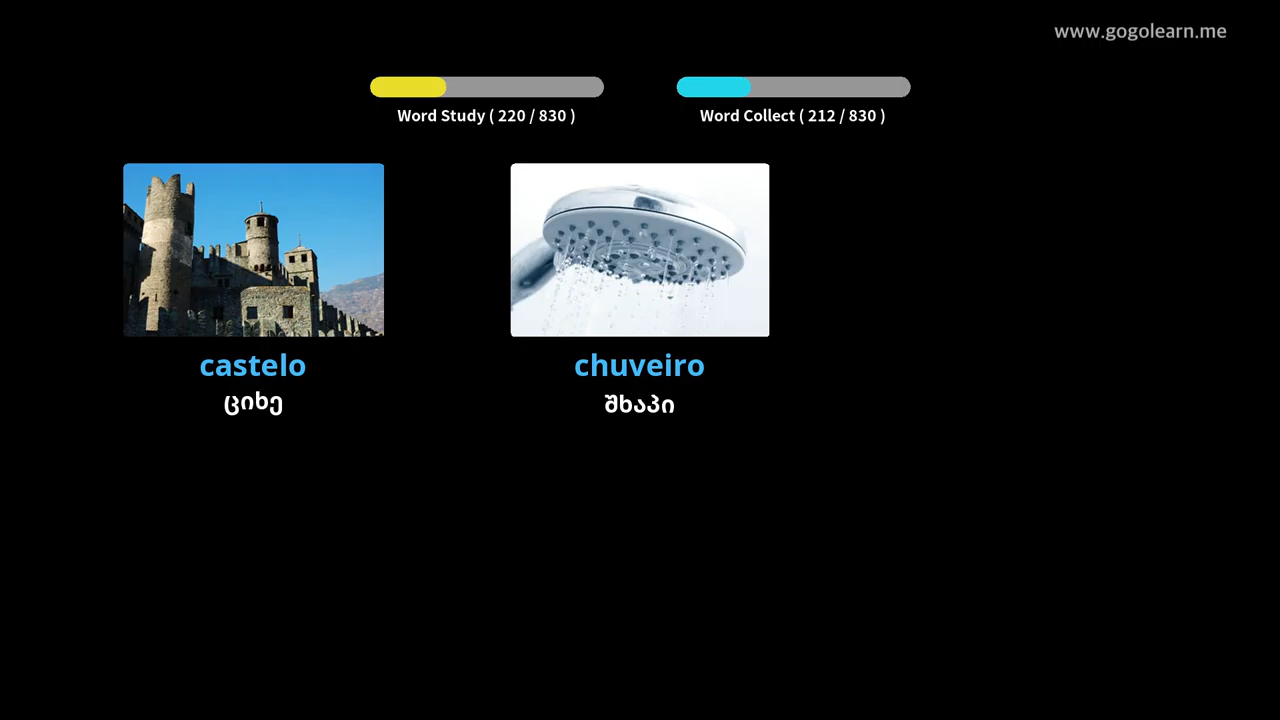 www.gogolearn.me
Word Study ( 220 / 830 )
Word Collect ( 212 / 830 )
castelo
ციხე
chuveiro
შხაპი